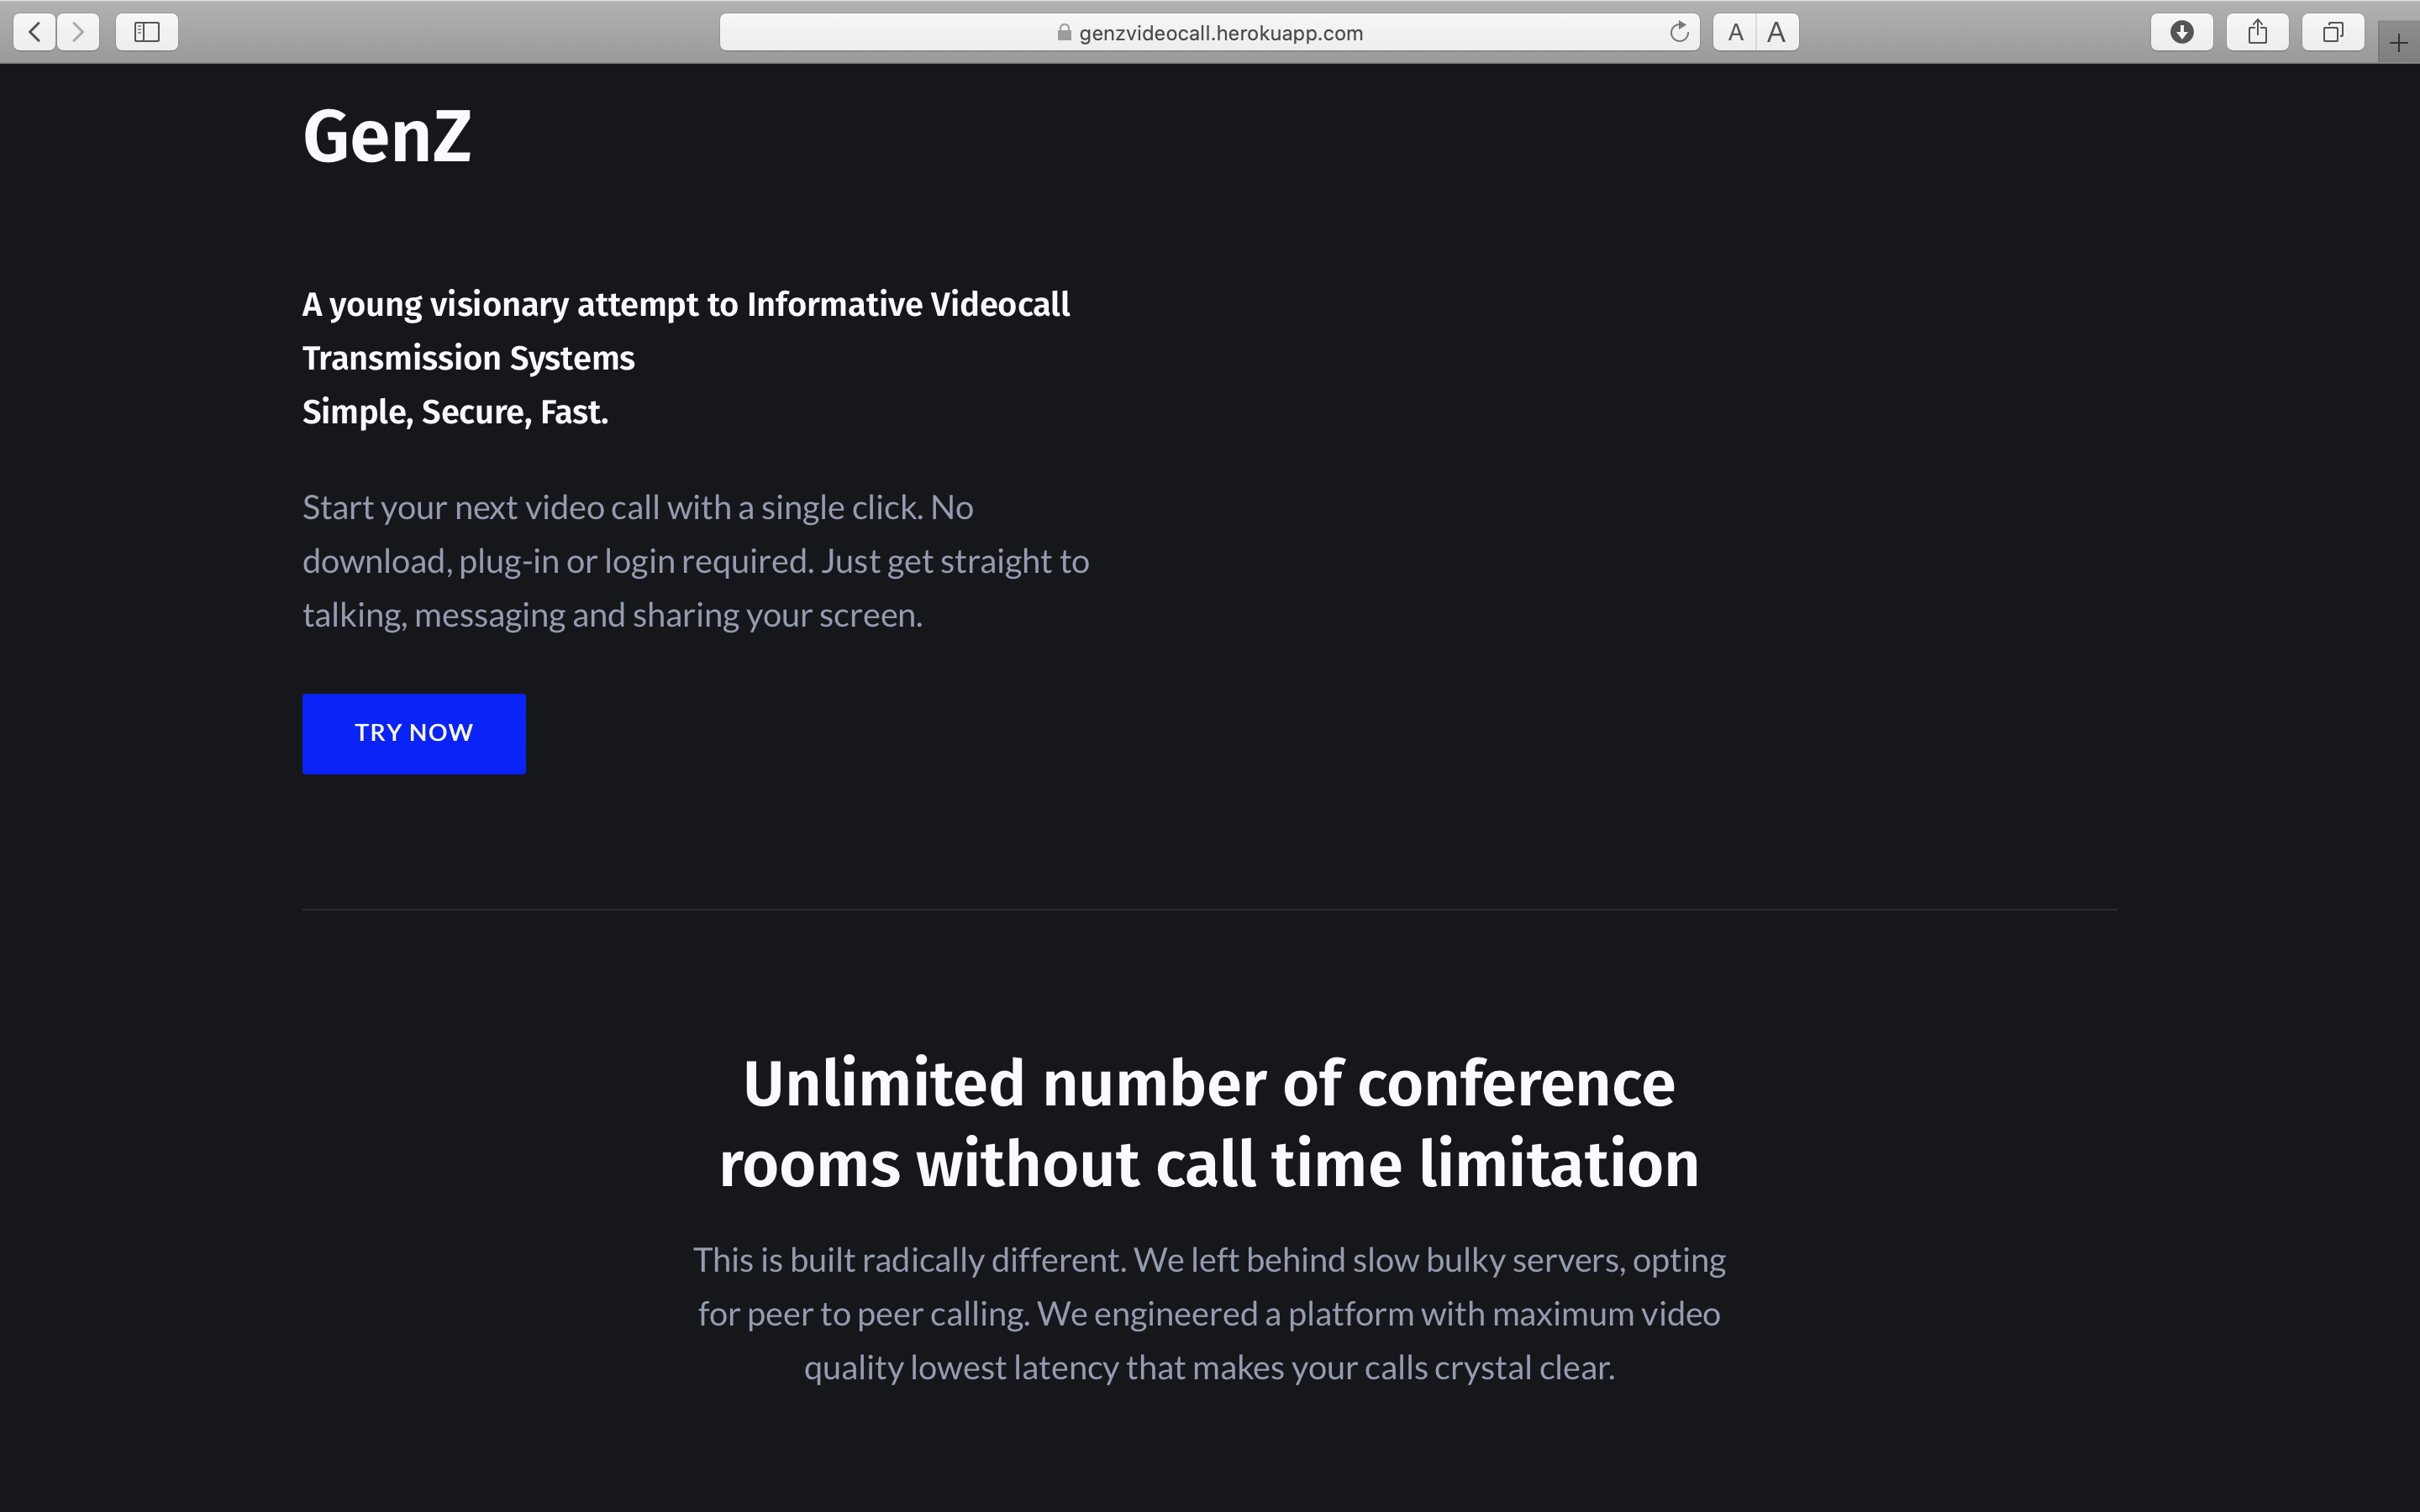 genzvideocall.herokuapp.com
A A
GenZ
A young visionary attempt to Informative Videocall
Transmission Systems
Simple, Secure, Fast.
Start your next video call with a single click. No
download, plug-in or login required. Just get straight to
talking, messaging and sharing your screen.
TRY NOW
Unlimited number of conference
rooms without call time limitation
This is built radically different. We left behind slow bulky servers, opting
for peer to peer calling. We engineered a platform with maximum video
quality lowest latency that makes your calls crystal clear.